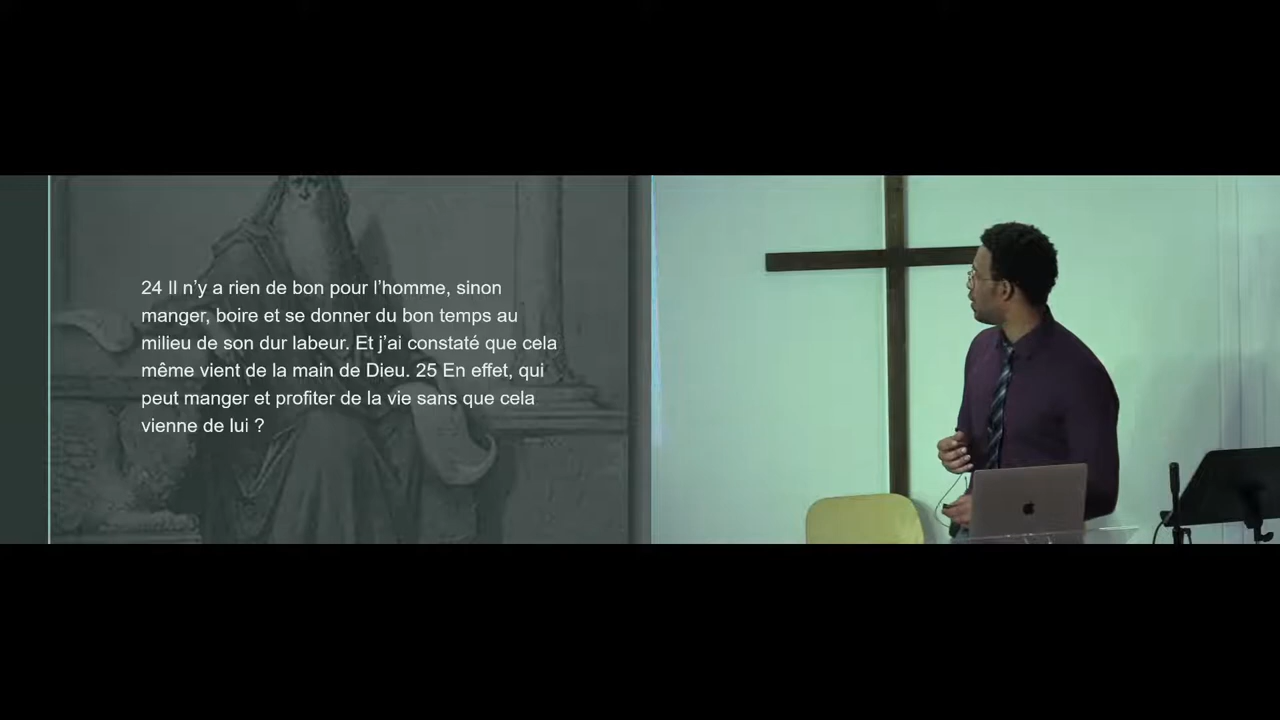 24 Il n’y a rien de bon pour l’homme, sinon
manger, boire et se donner du bon temps au
milieu de son dur labeur. Et j’ai constaté que cela
même vient de la main de Dieu. 25 En effet, qui
peut manger et profiter de la vie sans que cela
vienne de lui ?